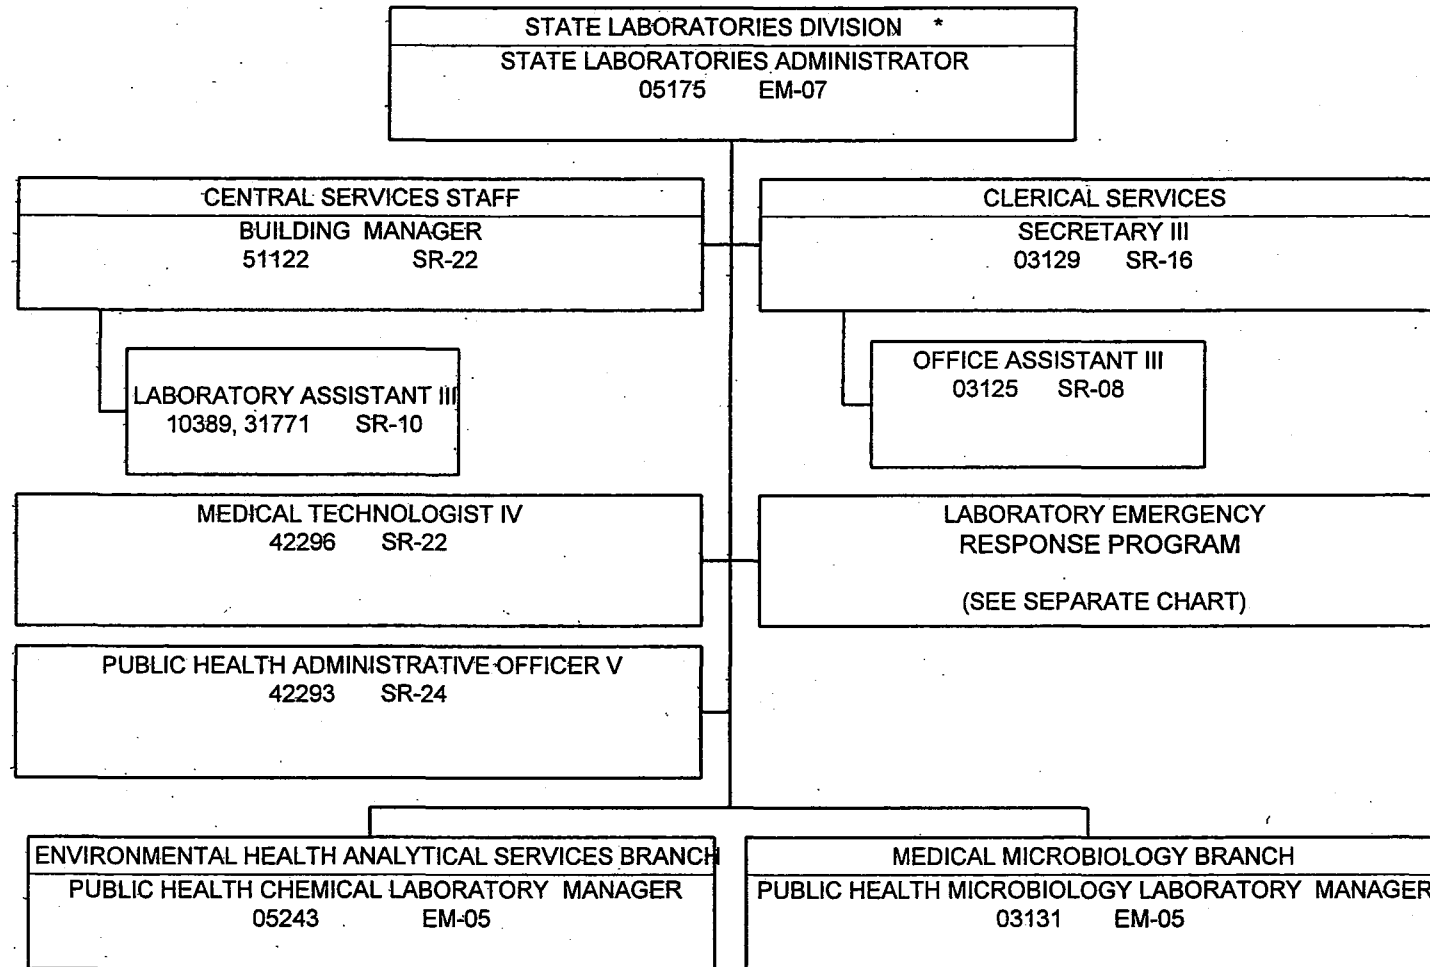 STATE LABORATORIES DIVISION *
STATE LABORATORIES ADMINISTRATOR
05175 EM-07
CENTRAL SERVICES STAFF
BUILDING MANAGER
51122 SR-22
CLERICAL SERVICES
SECRETARY III
03129 SR-16
LABORATORY ASSISTANT III
10389, 31771 SR-10
OFFICE ASSISTANT III
03125 SR-08
MEDICAL TECHNOLOGIST IV
42296 SR-22
LABORATORY EMERGENCY
RESPONSE PROGRAM
(SEE SEPARATE CHART)
PUBLIC HEALTH ADMINISTRATIVE OFFICER V
42293 SR-24
ENVIRONMENTAL HEALTH ANALYTICAL SERVICES BRANCH
PUBLIC HEALTH CHEMICAL LABORATORY MANAGER
05243 EM-05
MEDICAL MICROBIOLOGY BRANCH
PUBLIC HEALTH MICROBIOLOGY LABORATORY MANAGER
03131 EM-05